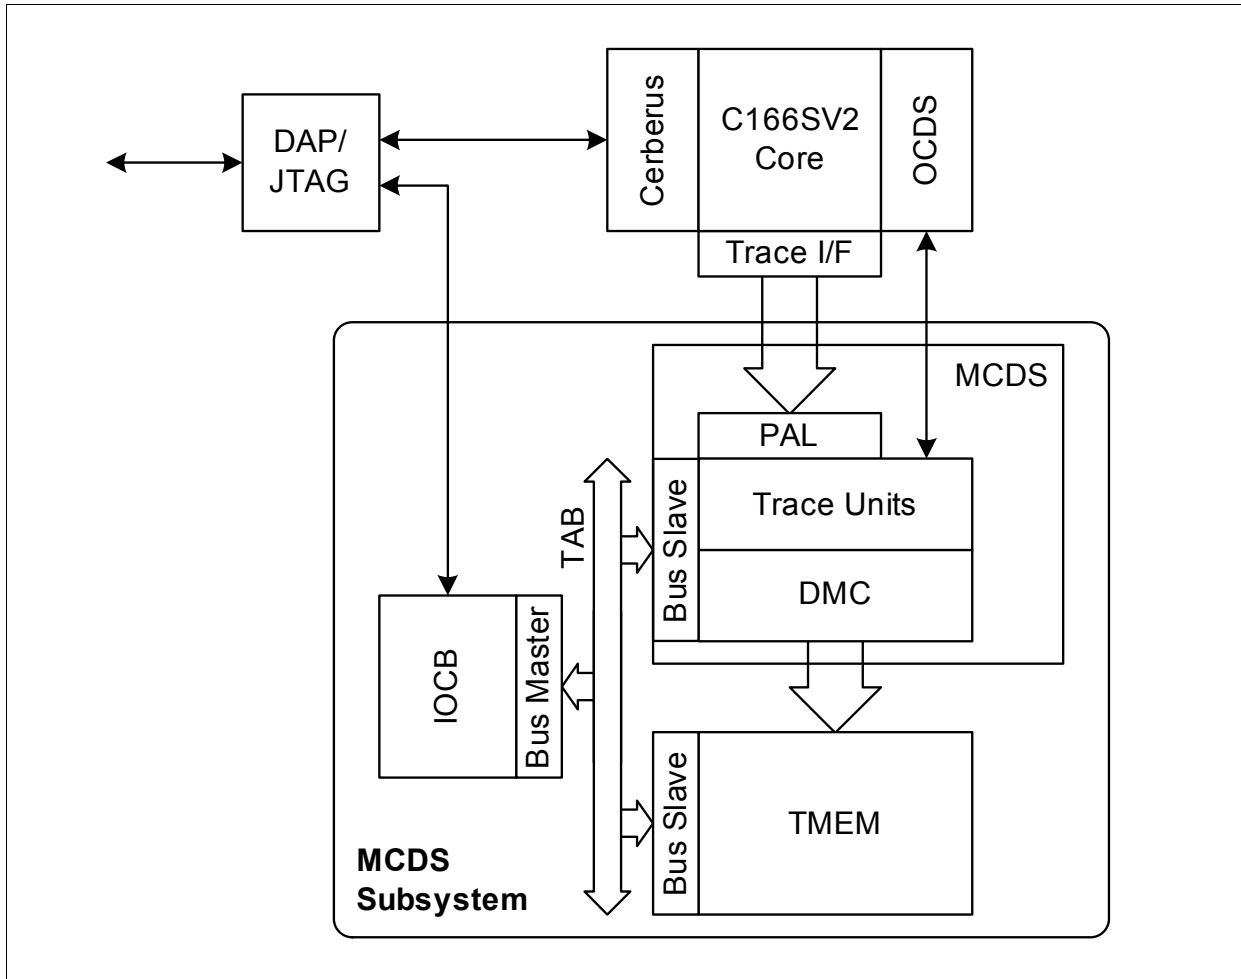 DAP/
JTAG
Cerberus
C166SV2
Core
OCDS
Trace I/F
MCDS
PAL
TAB
Bus Slave
Trace Units
DMC
IOCB
Bus Master
Bus Slave
TMEM
MCDS
Subsystem